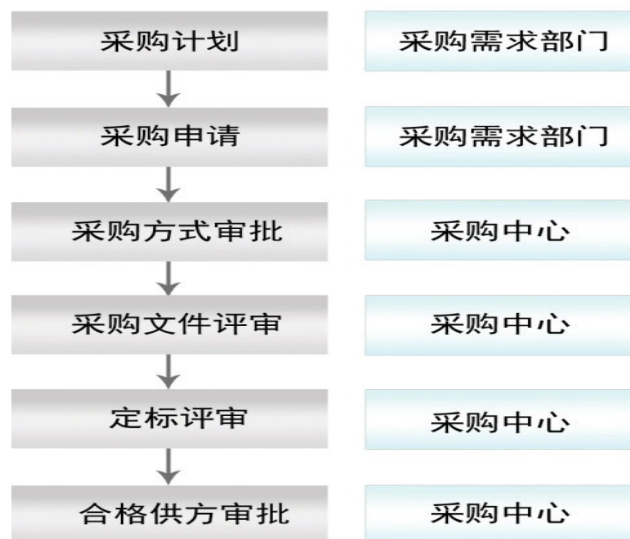 采购计划 采购需求部门
采购申请 采购需求部门
采购方式审批 采购中心
采购文件评审 采购中心
定标评审 采购中心
合格供方审批 采购中心